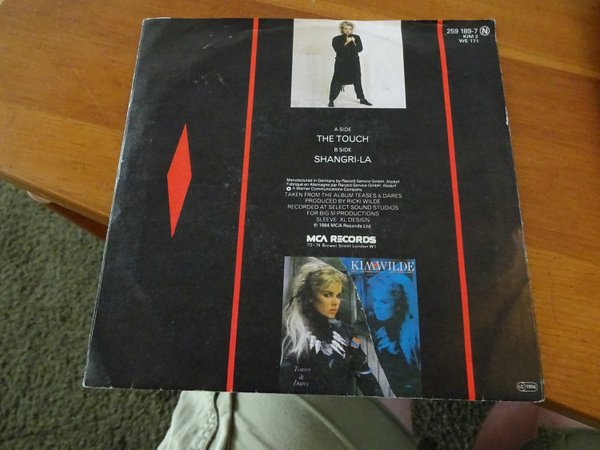 259 189-7 N
KIM 2
WE 171
A SIDE
THE TOUCH
B SIDE
SHANGRI-LA
Manufactured in Germany by Record Service GmbH, Alsdorf
Fabriqué en Allemagne par Record Service GmbH, Alsdorf
A Warner Communications Company
TAKEN FROM THE ALBUM TEASES & DARES
PRODUCED BY RICKI WILDE
RECORDED AT SELECT SOUND STUDIOS
FOR BIG M PRODUCTIONS
SLEEVE: XL DESIGN
℗ 1984 MCA Records Ltd.
MCA RECORDS
72-74 Brewer Street London W1
KIM WILDE
Teases
&
Dares
LC 1056